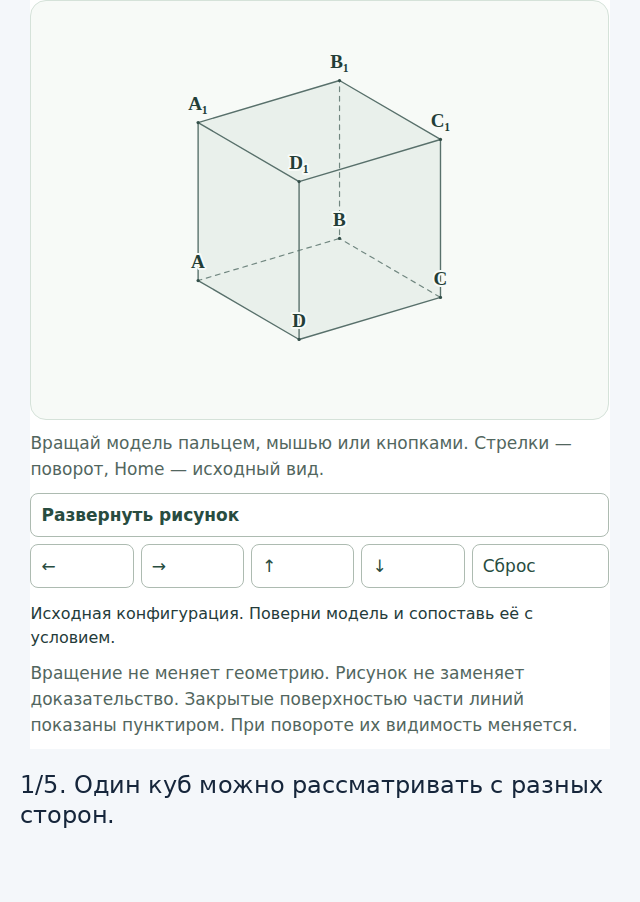 B₁
A₁
C₁
D₁
B
A
C
D
Вращай модель пальцем, мышью или кнопками. Стрелки —
поворот, Home — исходный вид.
Развернуть рисунок
← → ↑ ↓ Сброс
Исходная конфигурация. Поверни модель и сопоставь её с
условием.
Вращение не меняет геометрию. Рисунок не заменяет
доказательство. Закрытые поверхностью части линий
показаны пунктиром. При повороте их видимость меняется.
1/5. Один куб можно рассматривать с разных
сторон.